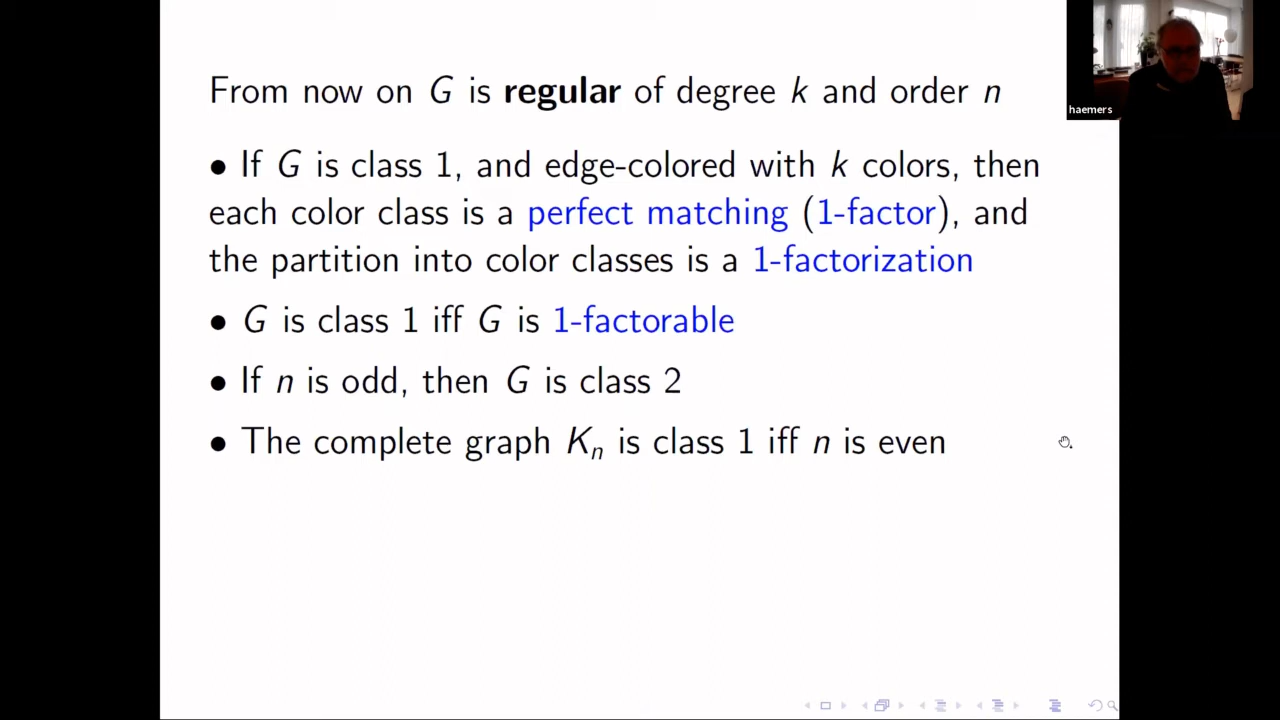 From now on G is regular of degree k and order n
haemers
• If G is class 1, and edge-colored with k colors, then
each color class is a perfect matching (1-factor), and
the partition into color classes is a 1-factorization
• G is class 1 iff G is 1-factorable
• If n is odd, then G is class 2
• The complete graph Kₙ is class 1 iff n is even